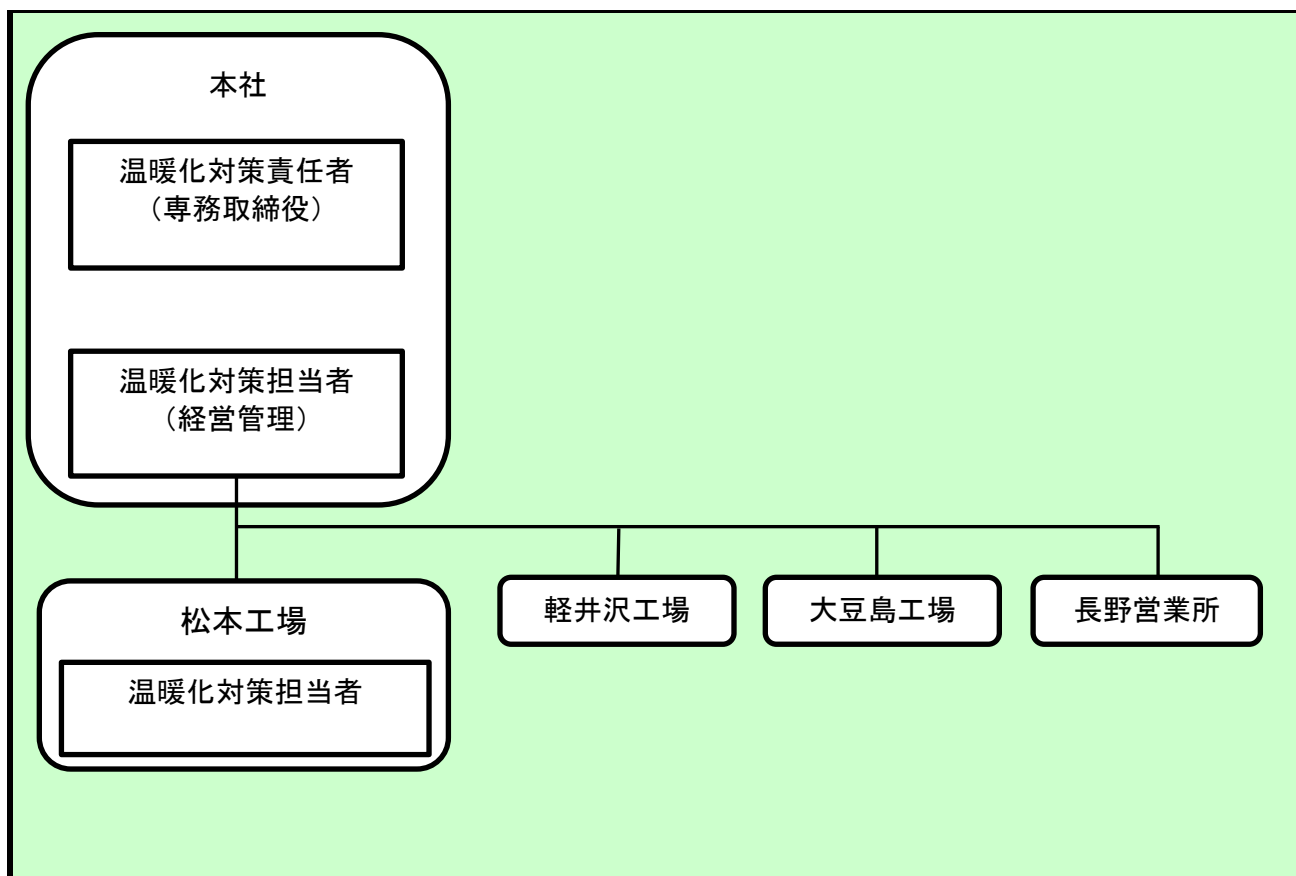 本社
温暖化対策責任者
（専務取締役）
温暖化対策担当者
（経営管理）
松本工場
温暖化対策担当者
軽井沢工場
大豆島工場
長野営業所